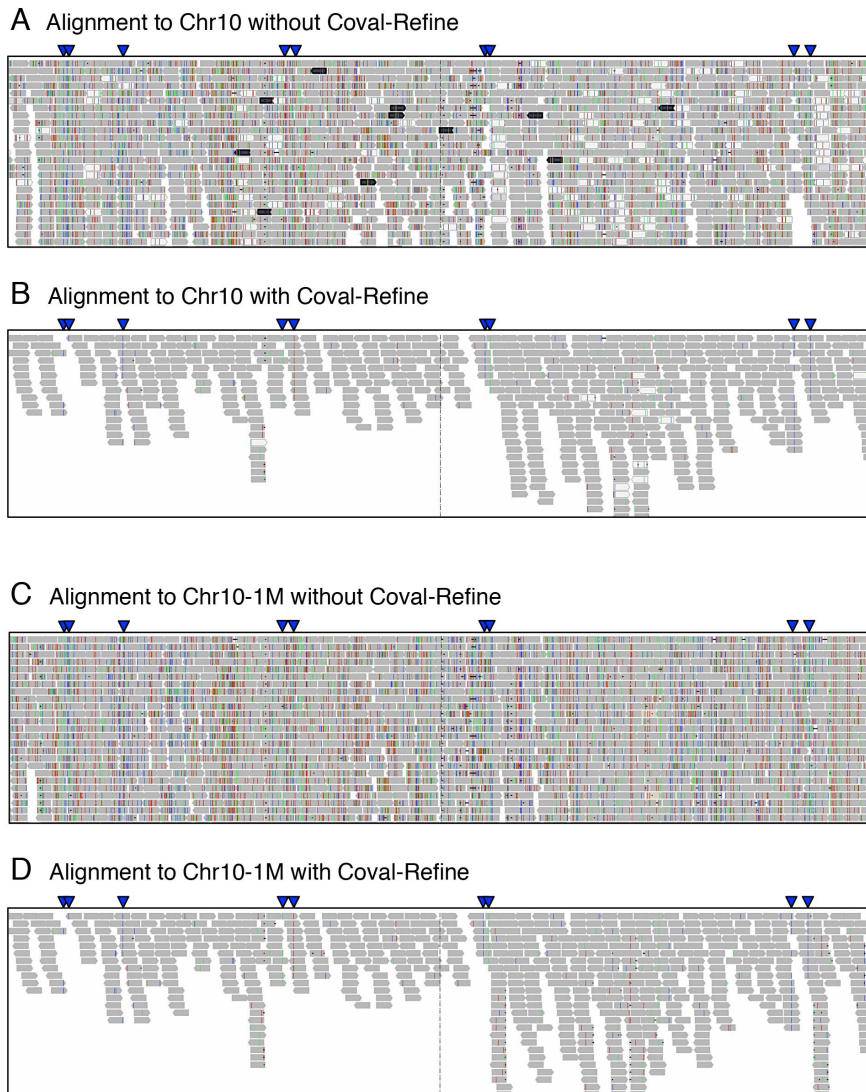 A Alignment to Chr10 without Coval-Refine
B Alignment to Chr10 with Coval-Refine
C Alignment to Chr10-1M without Coval-Refine
D Alignment to Chr10-1M with Coval-Refine